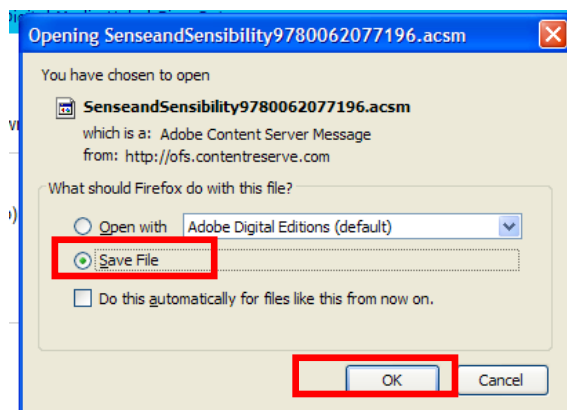 Opening SenseandSensibility9780062077196.acsm
You have chosen to open
SenseandSensibility9780062077196.acsm
which is a: Adobe Content Server Message
from: http://ofs.contentreserve.com
What should Firefox do with this file?
Open with Adobe Digital Editions (default)
Save File
Do this automatically for files like this from now on.
OK Cancel